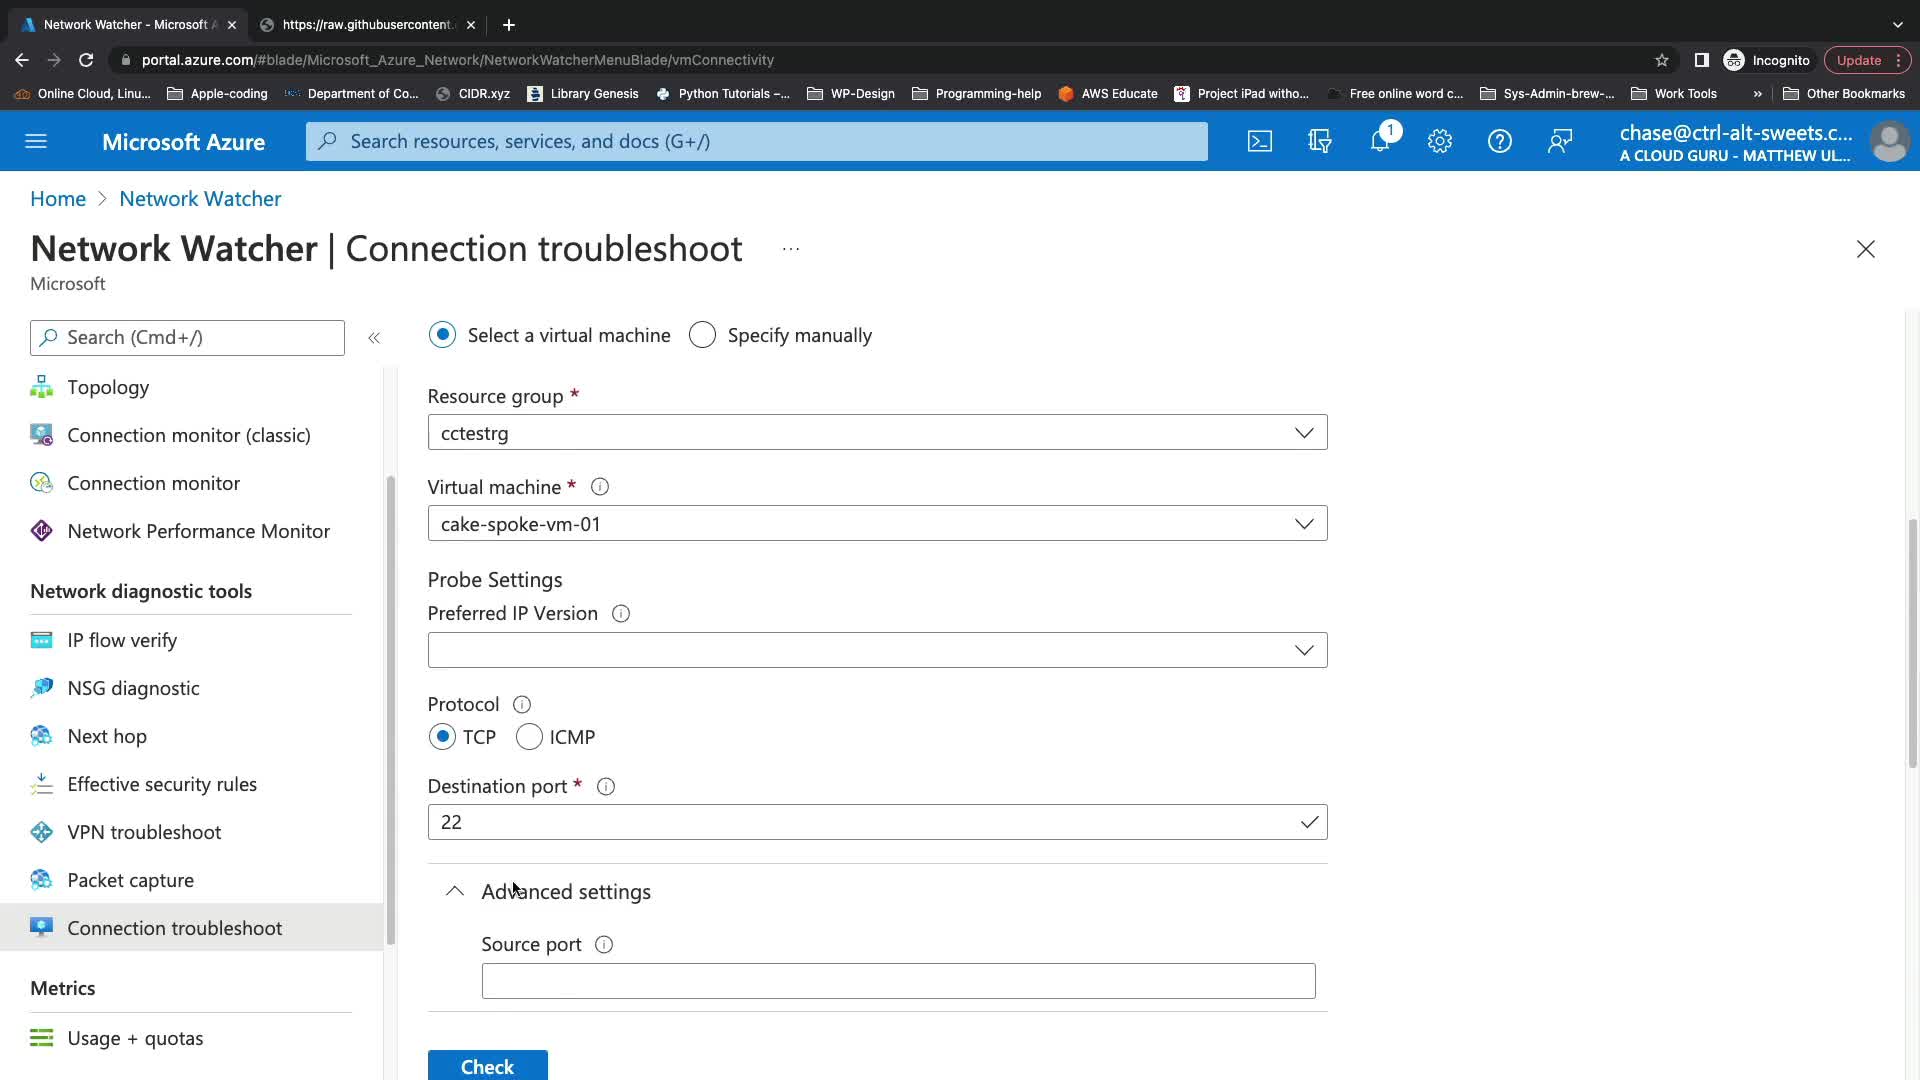 Network Watcher - Microsoft A
https://raw.githubusercontent.
portal.azure.com/#blade/Microsoft_Azure_Network/NetworkWatcherMenuBlade/vmConnectivity
Incognito
Update
Online Cloud, Linu...
Apple-coding
Department of Co...
CIDR.xyz
Library Genesis
Python Tutorials –...
WP-Design
Programming-help
AWS Educate
Project iPad witho...
Free online word c...
Sys-Admin-brew-...
Work Tools
»
Other Bookmarks
Microsoft Azure
Search resources, services, and docs (G+/)
1
chase@ctrl-alt-sweets.c...
A CLOUD GURU - MATTHEW UL...
Home > Network Watcher
Network Watcher | Connection troubleshoot ...
Microsoft
Search (Cmd+/)
«
Topology
Connection monitor (classic)
Connection monitor
Network Performance Monitor
Network diagnostic tools
IP flow verify
NSG diagnostic
Next hop
Effective security rules
VPN troubleshoot
Packet capture
Connection troubleshoot
Metrics
Usage + quotas
Select a virtual machine
Specify manually
Resource group *
cctestrg
Virtual machine *
cake-spoke-vm-01
Probe Settings
Preferred IP Version
Protocol
TCP
ICMP
Destination port *
22
Advanced settings
Source port
Check